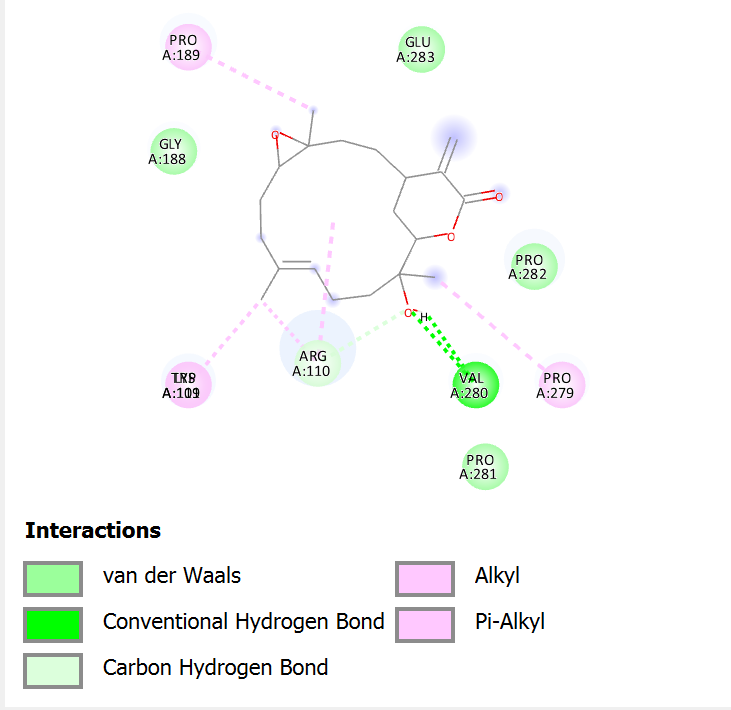 PRO
A:189
GLU
A:283
GLY
A:188
O
O
O
PRO
A:282
O
H
ARG
A:110
VAL
A:280
PRO
A:279
PRO
A:281
Interactions
van der Waals
Alkyl
Conventional Hydrogen Bond
Pi-Alkyl
Carbon Hydrogen Bond